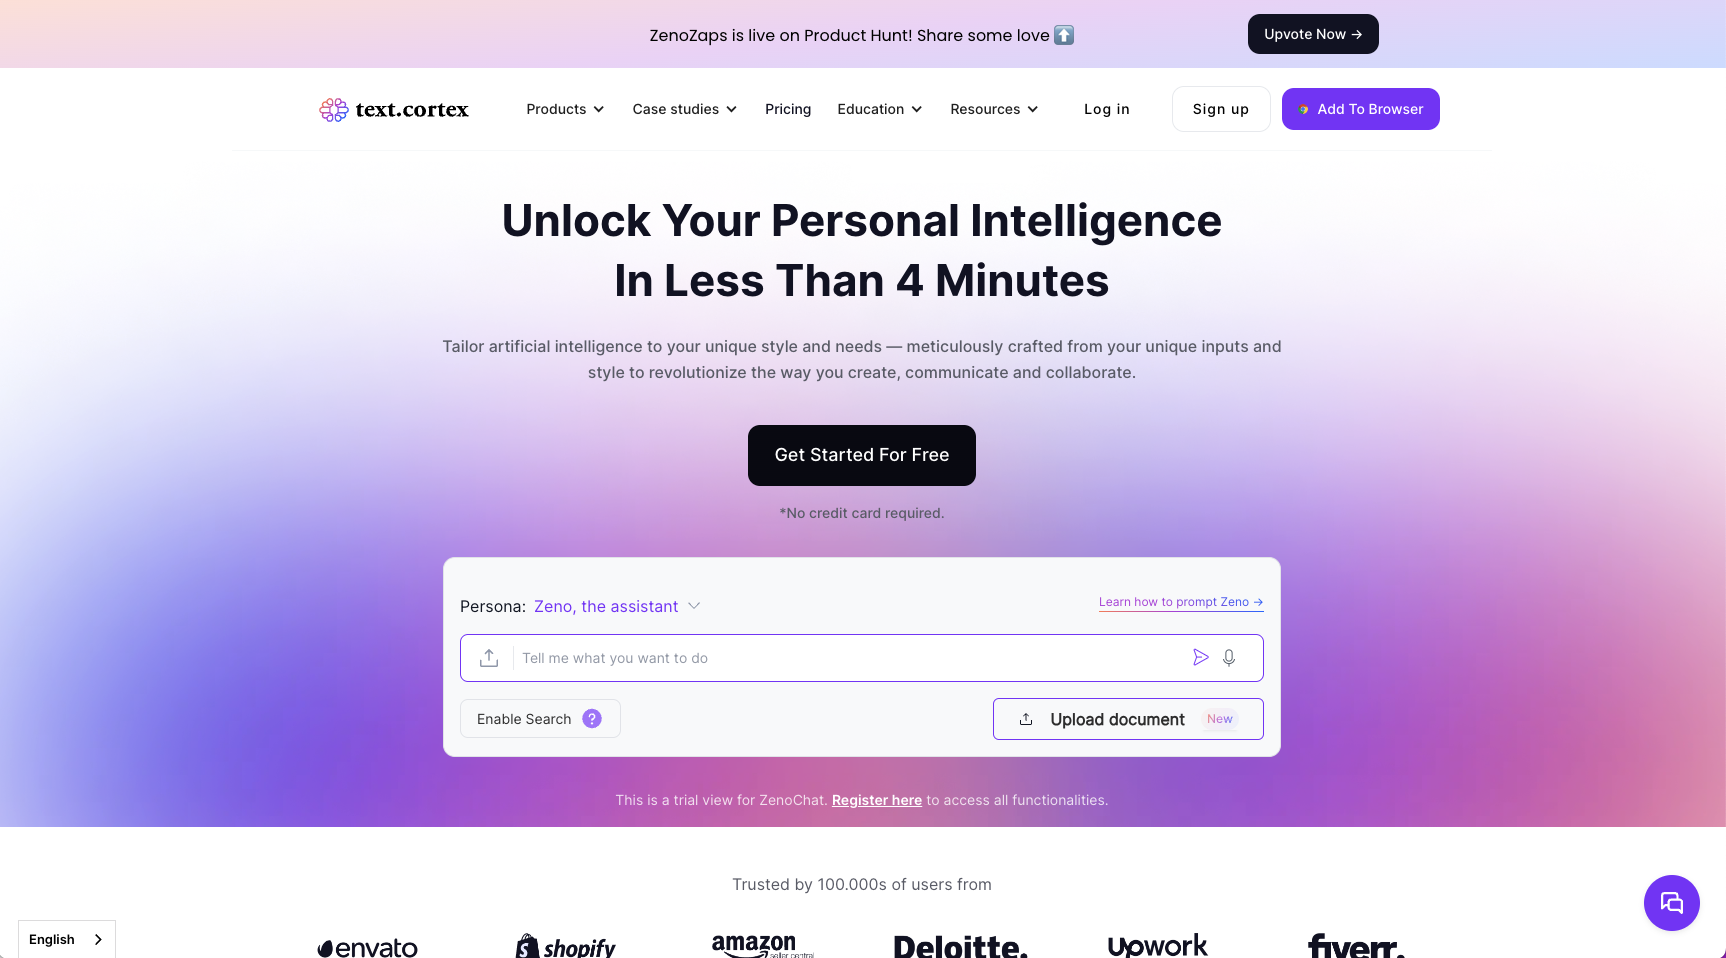 ZenoZaps is live on Product Hunt! Share some love ⬆️
Upvote Now →
text.cortex
Products
Case studies
Pricing
Education
Resources
Log in
Sign up
Add To Browser
Unlock Your Personal Intelligence
In Less Than 4 Minutes
Tailor artificial intelligence to your unique style and needs — meticulously crafted from your unique inputs and
style to revolutionize the way you create, communicate and collaborate.
Get Started For Free
*No credit card required.
Persona: Zeno, the assistant
Learn how to prompt Zeno →
Tell me what you want to do
Enable Search ?
Upload document New
This is a trial view for ZenoChat. Register here to access all functionalities.
Trusted by 100.000s of users from
English
envato
shopify
amazon
seller central
Deloitte.
upwork
fiverr.